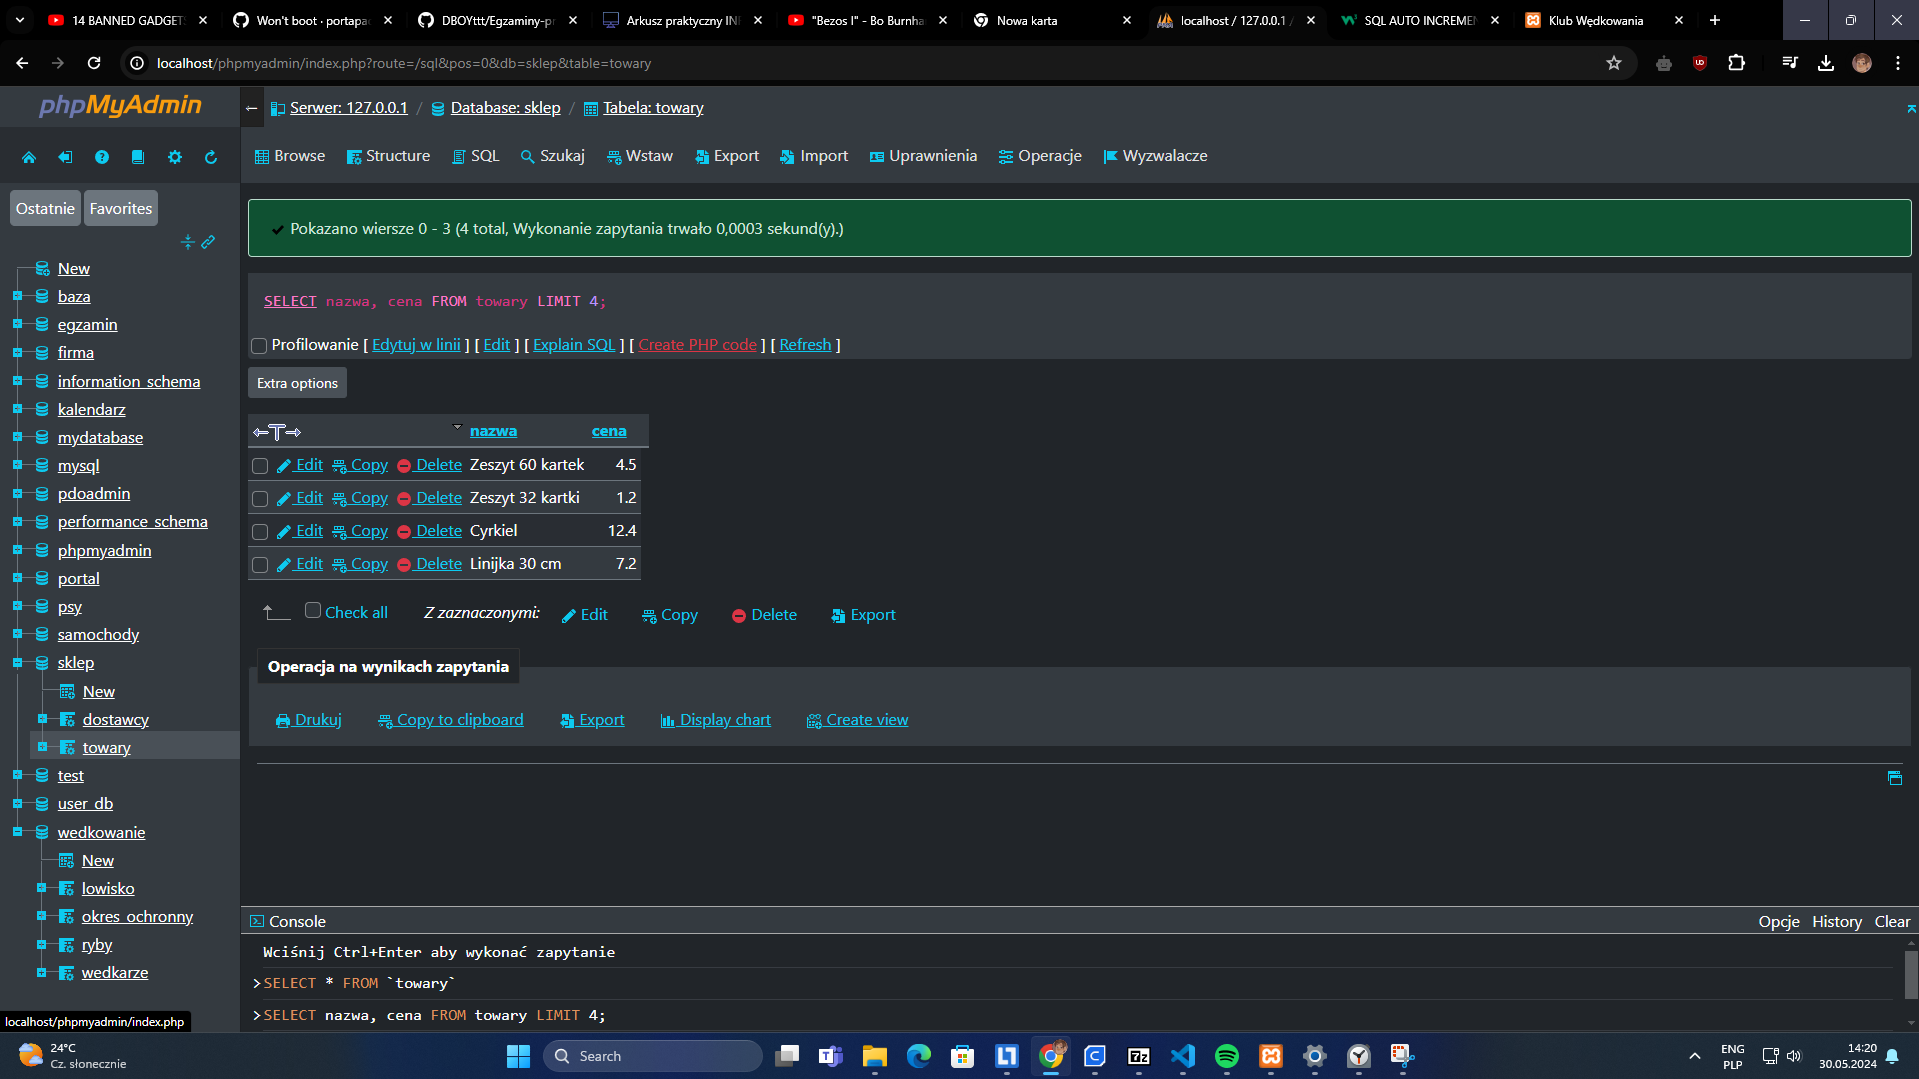 14 BANNED GADGETS
Won't boot · portapac
DBOYttt/Egzaminy-pr
Arkusz praktyczny INF
"Bezos I" - Bo Burnha
Nowa karta
localhost / 127.0.0.1 /
SQL AUTO INCREMEN
Klub Wędkowania
localhost/phpmyadmin/index.php?route=/sql&pos=0&db=sklep&table=towary
phpMyAdmin
Serwer: 127.0.0.1 / Database: sklep / Tabela: towary
Browse Structure SQL Szukaj Wstaw Export Import Uprawnienia Operacje Wyzwalacze
Ostatnie Favorites
New
baza
egzamin
firma
information_schema
kalendarz
mydatabase
mysql
pdoadmin
performance_schema
phpmyadmin
portal
psy
samochody
sklep
New
dostawcy
towary
test
user_db
wedkowanie
New
lowisko
okres_ochronny
ryby
wedkarze
localhost/phpmyadmin/index.php
Pokazano wiersze 0 - 3 (4 total, Wykonanie zapytania trwało 0,0003 sekund(y).)
SELECT nazwa, cena FROM towary LIMIT 4;
Profilowanie [ Edytuj w linii ] [ Edit ] [ Explain SQL ] [ Create PHP code ] [ Refresh ]
Extra options
←T→ nazwa cena
Edit Copy Delete Zeszyt 60 kartek 4.5
Edit Copy Delete Zeszyt 32 kartki 1.2
Edit Copy Delete Cyrkiel 12.4
Edit Copy Delete Linijka 30 cm 7.2
Check all Z zaznaczonymi: Edit Copy Delete Export
Operacja na wynikach zapytania
Drukuj Copy to clipboard Export Display chart Create view
Console Opcje History Clear
Wciśnij Ctrl+Enter aby wykonać zapytanie
>SELECT * FROM `towary`
>SELECT nazwa, cena FROM towary LIMIT 4;
24°C
Cz. słonecznie
Search
ENG
PLP
14:20
30.05.2024